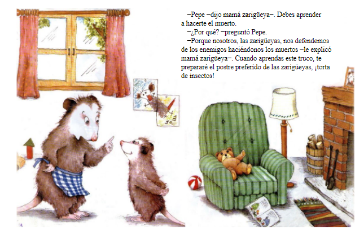 –Pepe –dijo mamá zarigüeya–. Debes aprender
a hacerte el muerto.
–¿Por qué? –preguntó Pepe.
–Porque nosotros, las zarigüeyas, nos defendemos
de los enemigos haciéndonos los muertos –le explicó
mamá zarigüeya–. Cuando aprendas este truco, te
prepararé el postre preferido de las zarigüeyas, ¡torta
de insectos!